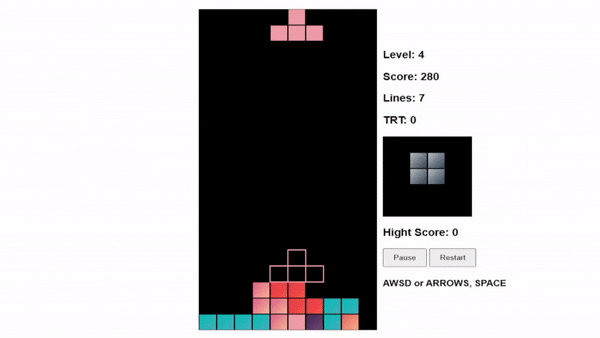 Level: 4
Score: 280
Lines: 7
TRT: 0
Hight Score: 0
Pause Restart
AWSD or ARROWS, SPACE